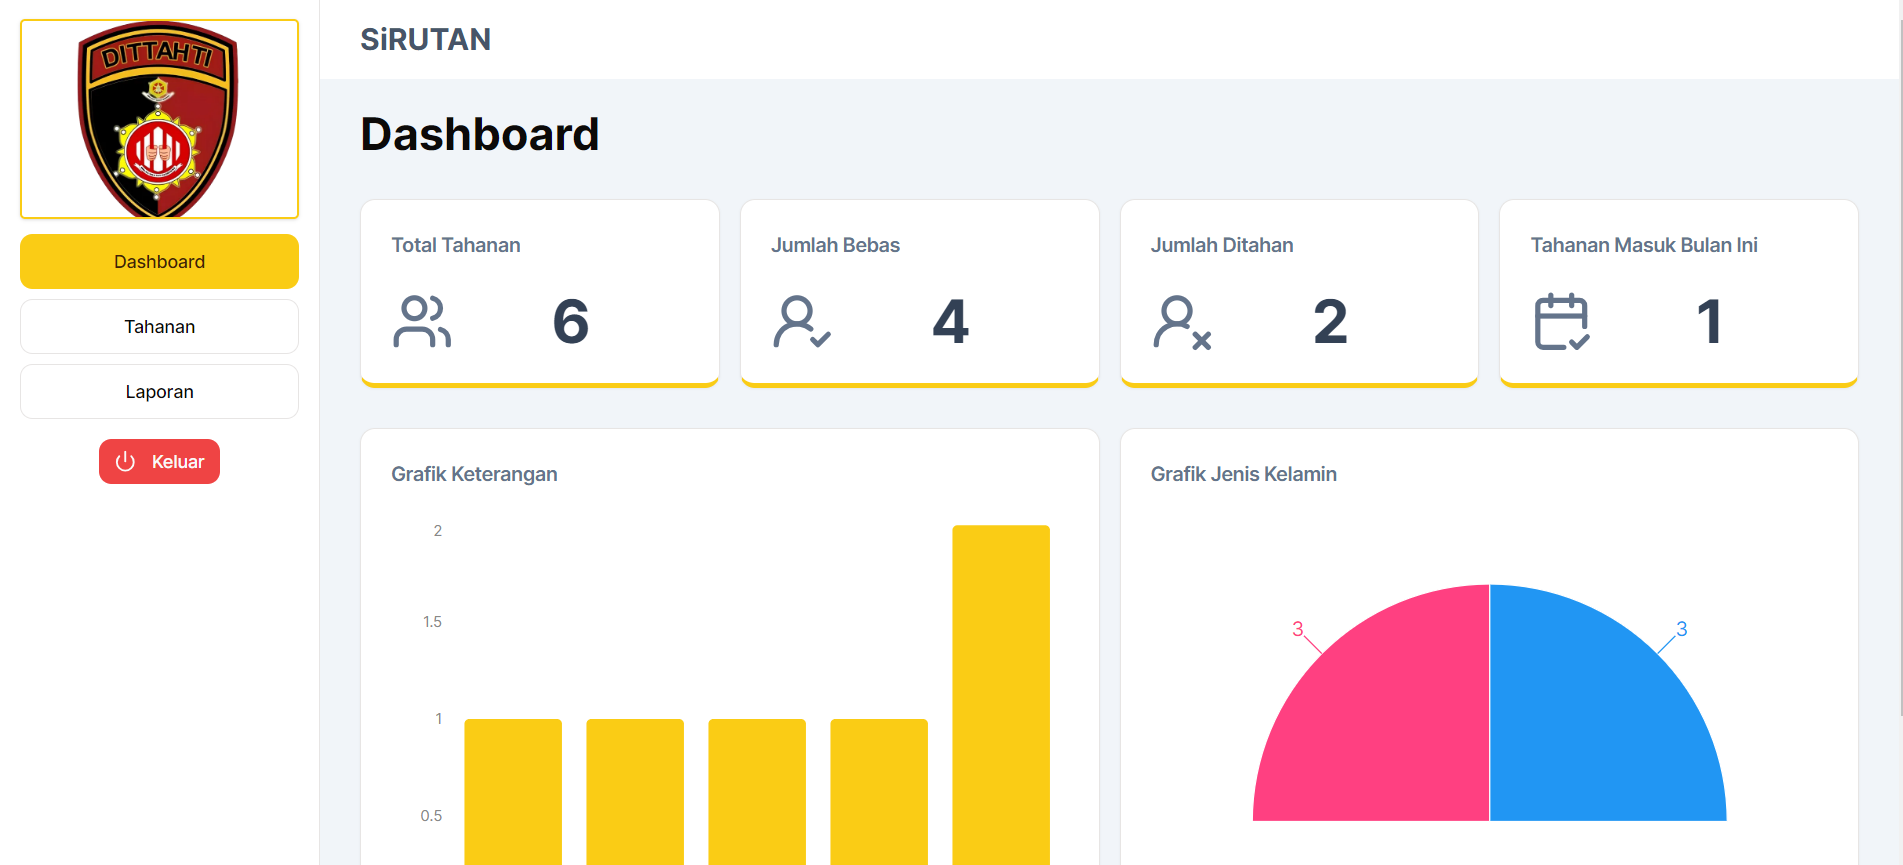 DITTAHTI
Dashboard
Tahanan
Laporan
Keluar
SiRUTAN
Dashboard
Total Tahanan
6
Jumlah Bebas
4
Jumlah Ditahan
2
Tahanan Masuk Bulan Ini
1
Grafik Keterangan
2
1.5
1
0.5
Grafik Jenis Kelamin
3
3